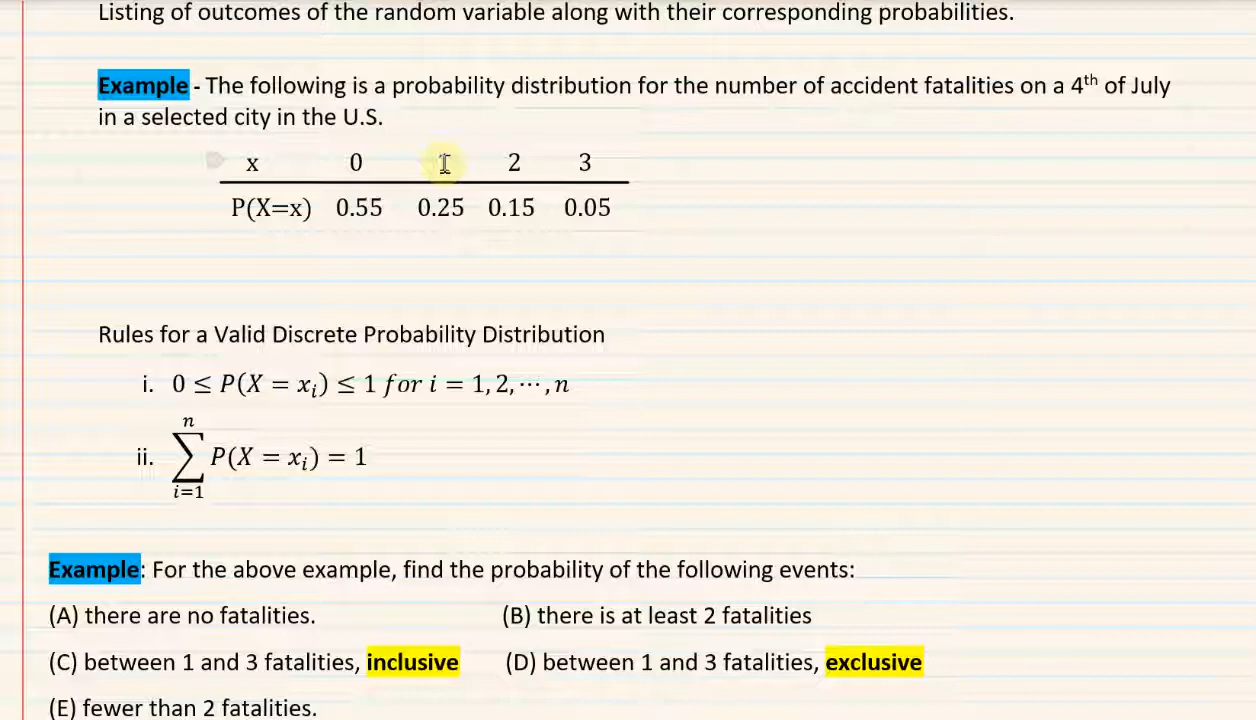 Listing of outcomes of the random variable along with their corresponding probabilities.
Example - The following is a probability distribution for the number of accident fatalities on a 4th of July
in a selected city in the U.S.
x 0 1 2 3
P(X=x) 0.55 0.25 0.15 0.05
Rules for a Valid Discrete Probability Distribution
i. 0 ≤ P(X = xᵢ) ≤ 1 for i = 1, 2, ⋯, n
n
ii. ∑ P(X = xᵢ) = 1
i=1
Example: For the above example, find the probability of the following events:
(A) there are no fatalities. (B) there is at least 2 fatalities
(C) between 1 and 3 fatalities, inclusive (D) between 1 and 3 fatalities, exclusive
(E) fewer than 2 fatalities.